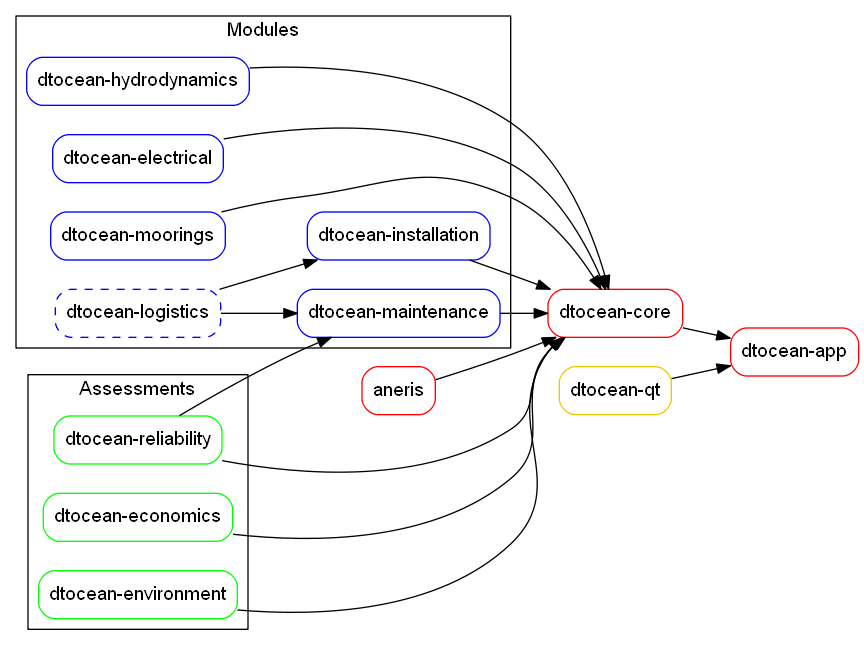 Modules
dtocean-hydrodynamics
dtocean-electrical
dtocean-moorings
dtocean-installation
dtocean-logistics
dtocean-maintenance
dtocean-core
dtocean-app
Assessments
aneris
dtocean-qt
dtocean-reliability
dtocean-economics
dtocean-environment